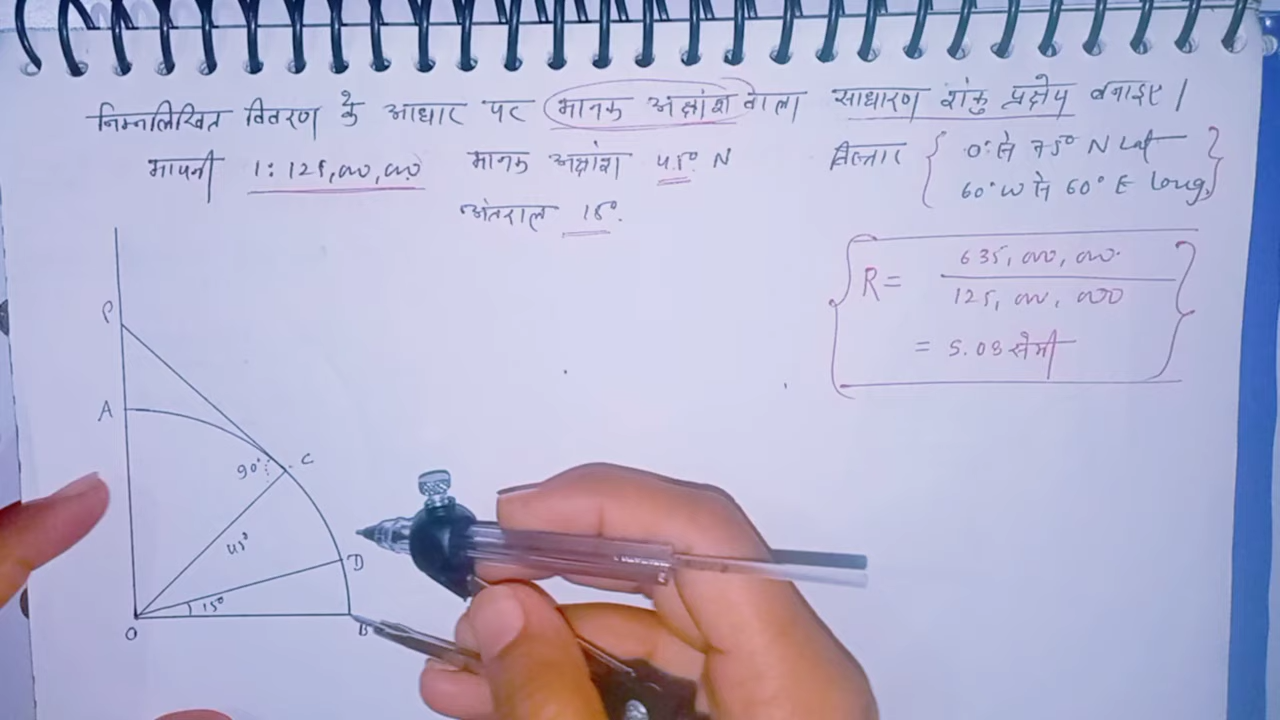 निम्नलिखित विवरण के आधार पर मानक अक्षांश वाला साधारण शंकु प्रक्षेप बनाइए।
मापनी 1: 125,000,000 मानक अक्षांश 45° N विस्तार { 0° से 75° N Lat
60° W से 60° E Long, }
अंतराल 15°.
R = 635,000,000
125,000,000
= 5.08 सेमी
P
A
C
90°
45°
D
15°
O
B